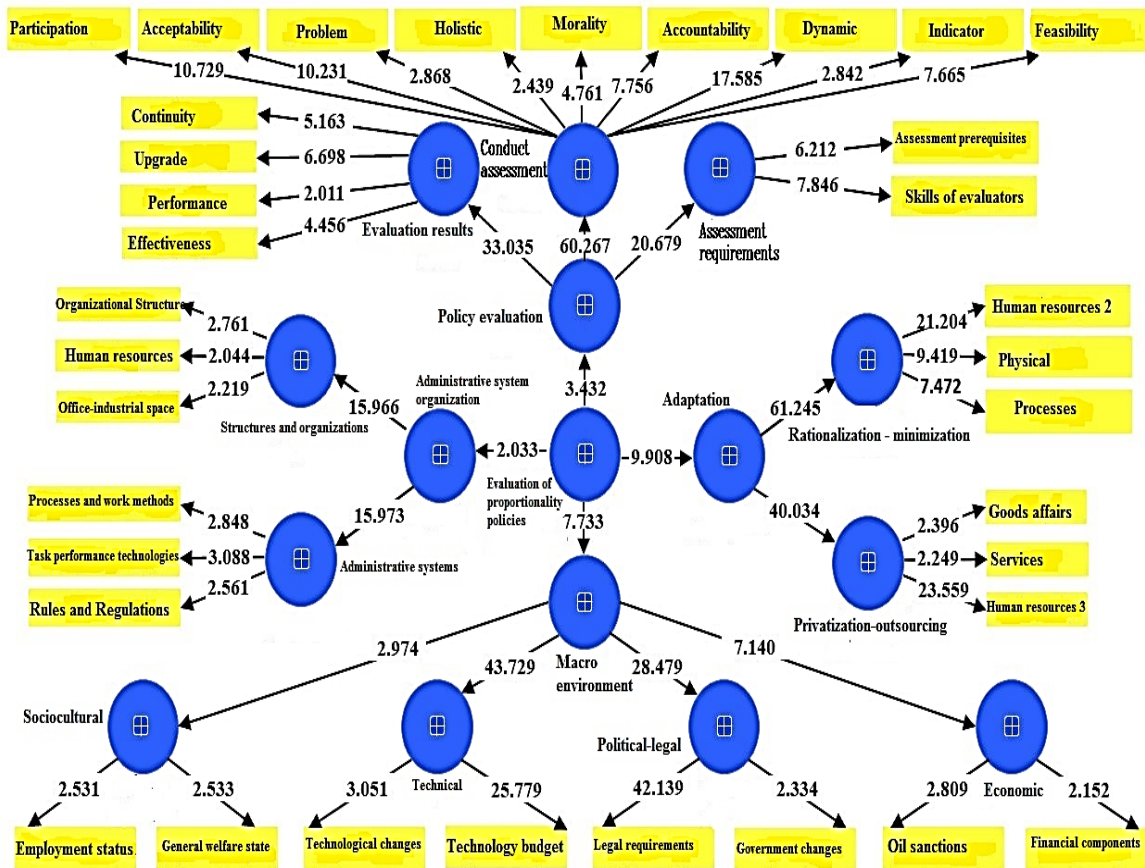 Participation
Acceptability
Problem
Holistic
Morality
Accountability
Dynamic
Indicator
Feasibility
10.729
10.231
2.868
2.439
4.761
7.756
17.585
2.842
7.665
Continuity
5.163
Upgrade
6.698
Performance
2.011
Effectiveness
4.456
Conduct
assessment
Evaluation results
6.212
Assessment prerequisites
7.846
Skills of evaluators
Assessment
requirements
33.035
60.267
20.679
Policy evaluation
3.432
Organizational Structure
2.761
Human resources
2.044
Office-industrial space
2.219
Structures and organizations
15.966
Administrative system
organization
2.033
Evaluation of
proportionality
policies
9.908
Adaptation
61.245
Rationalization - minimization
21.204
Human resources 2
9.419
Physical
7.472
Processes
Processes and work methods
2.848
Task performance technologies
3.088
Rules and Regulations
2.561
Administrative systems
15.973
7.733
40.034
Privatization-outsourcing
2.396
Goods affairs
2.249
Services
23.559
Human resources 3
Macro
environment
2.974
43.729
28.479
7.140
Sociocultural
Technical
Political-legal
Economic
2.531
2.533
3.051
25.779
42.139
2.334
2.809
2.152
Employment status
General welfare state
Technological changes
Technology budget
Legal requirements
Government changes
Oil sanctions
Financial components